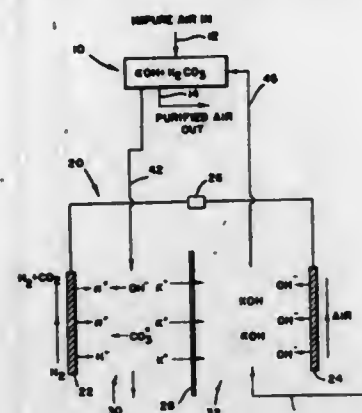 IMPURE AIR IN
12
10
KOH + K₂CO₃
46
14
PURIFIED AIR
OUT
42
20
26
H₂+CO₂
H⁺ OH⁻ K⁺ OH⁻
KOH
H⁺ K⁺ OH⁻ AIR
CO₃⁼ KOH
H⁺ K⁺ OH⁻
H₂
22 24
30 28 32